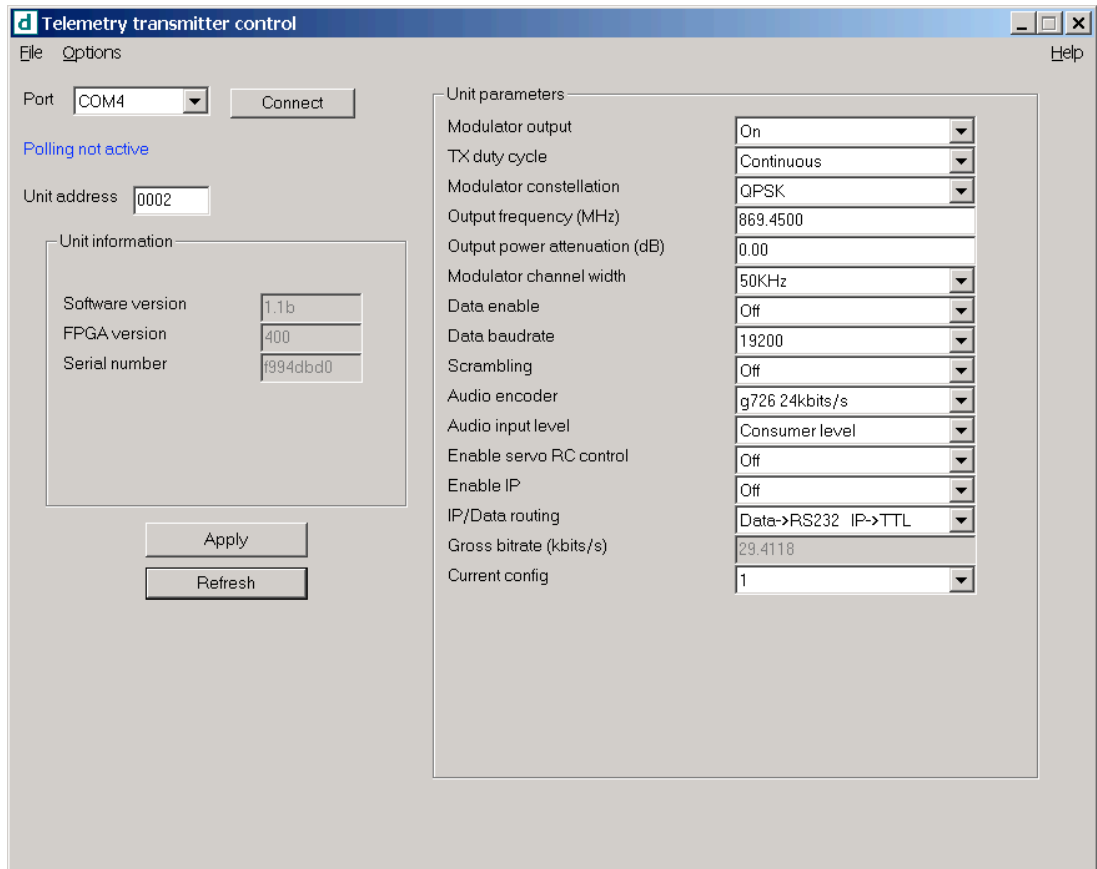 d Telemetry transmitter control
File Options Help
Port COM4 Connect
Polling not active
Unit address 0002
Unit information
Software version 1.1b
FPGA version 400
Serial number f994dbd0
Apply
Refresh
Unit parameters
Modulator output On
TX duty cycle Continuous
Modulator constellation QPSK
Output frequency (MHz) 869.4500
Output power attenuation (dB) 0.00
Modulator channel width 50KHz
Data enable Off
Data baudrate 19200
Scrambling Off
Audio encoder g726 24kbits/s
Audio input level Consumer level
Enable servo RC control Off
Enable IP Off
IP/Data routing Data->RS232 IP->TTL
Gross bitrate (kbits/s) 29.4118
Current config 1